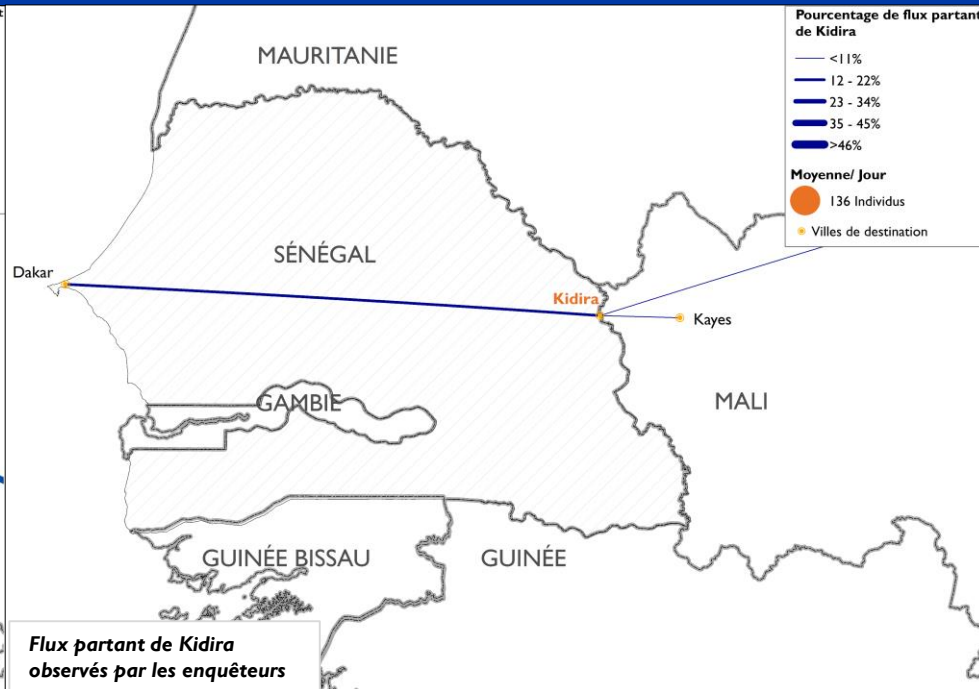 MAURITANIE
Pourcentage de flux partant
de Kidira
<11%
12 - 22%
23 - 34%
35 - 45%
>46%
Moyenne/ Jour
136 Individus
Villes de destination
SÉNÉGAL
Dakar
Kidira
Kayes
GAMBIE
MALI
GUINÉE BISSAU
GUINÉE
Flux partant de Kidira
observés par les enquêteurs